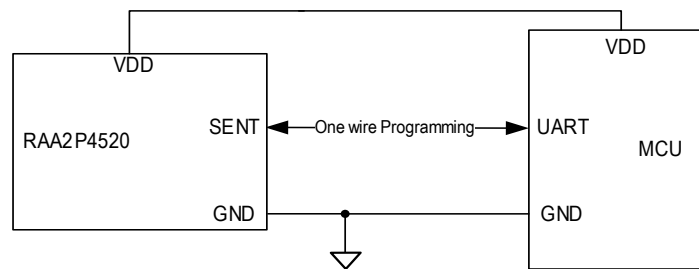 VDD
VDD
SENT
One wire Programming
UART
RAA2P4520
MCU
GND
GND